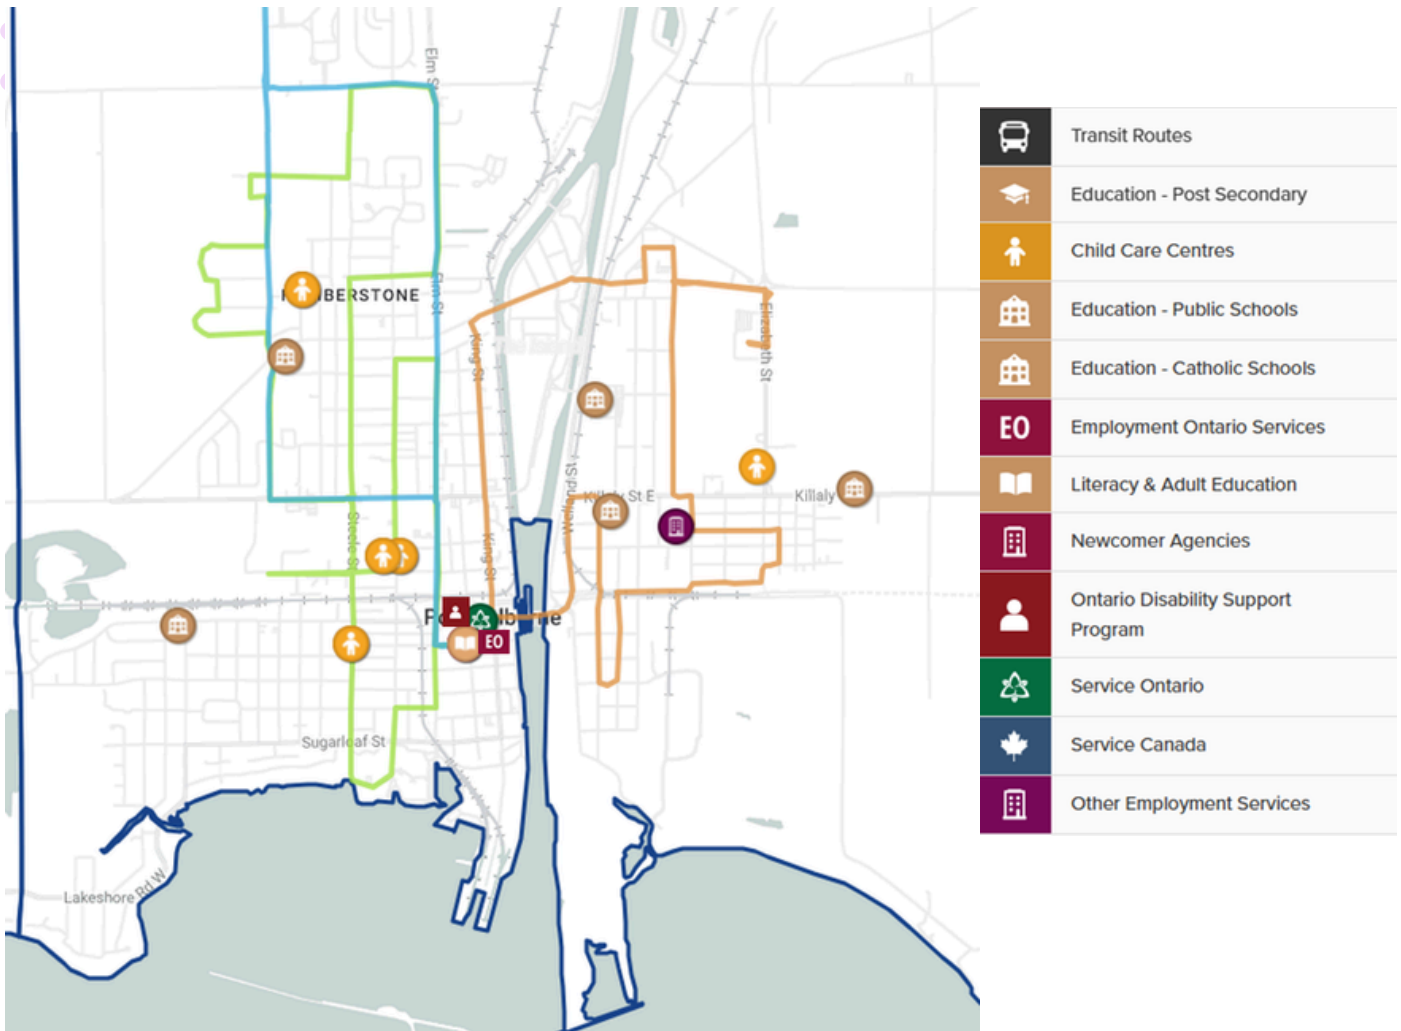 Elm St
BERSTONE
Elm St
King St
Elizabeth St
Welland St
St E
Killaly
Steele St
King St
EO
Sugarloaf St
Lakeshore Rd W
Transit Routes
Education - Post Secondary
Child Care Centres
Education - Public Schools
Education - Catholic Schools
EO
Employment Ontario Services
Literacy & Adult Education
Newcomer Agencies
Ontario Disability Support
Program
Service Ontario
Service Canada
Other Employment Services